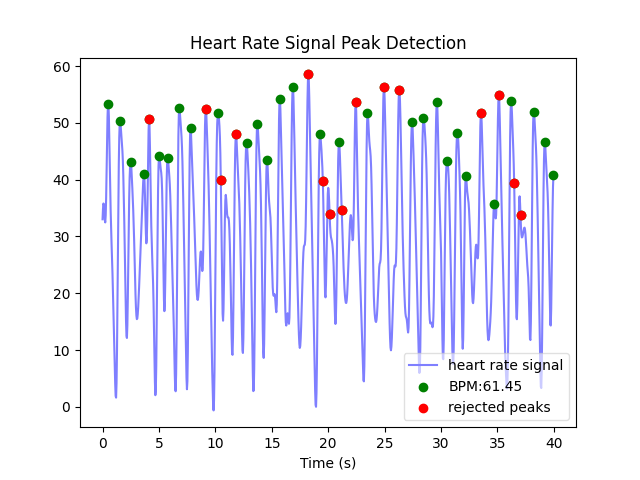 Heart Rate Signal Peak Detection
60
50
40
30
20
10
0
heart rate signal
BPM:61.45
rejected peaks
0 5 10 15 20 25 30 35 40
Time (s)